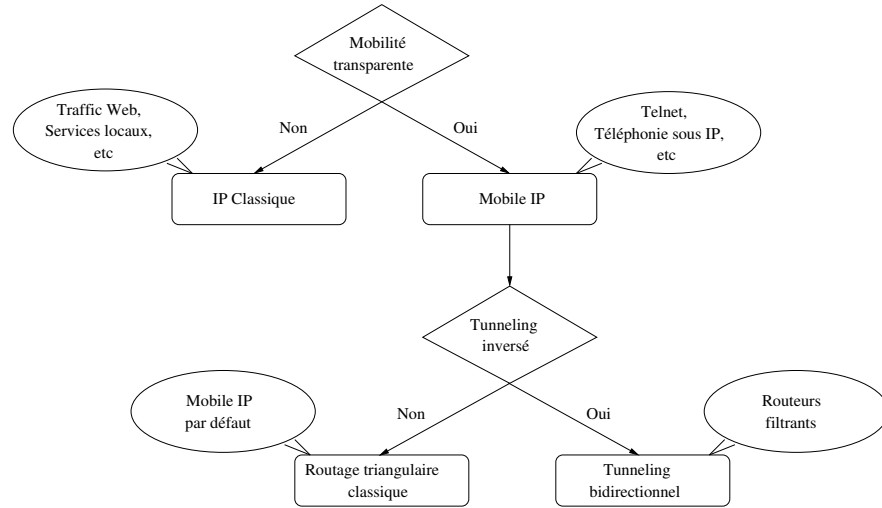 Mobilité
transparente
Traffic Web,
Services locaux,
etc
Non
Oui
Telnet,
Téléphonie sous IP,
etc
IP Classique
Mobile IP
Tunneling
inversé
Mobile IP
par défaut
Non
Oui
Routeurs
filtrants
Routage triangulaire
classique
Tunneling
bidirectionnel